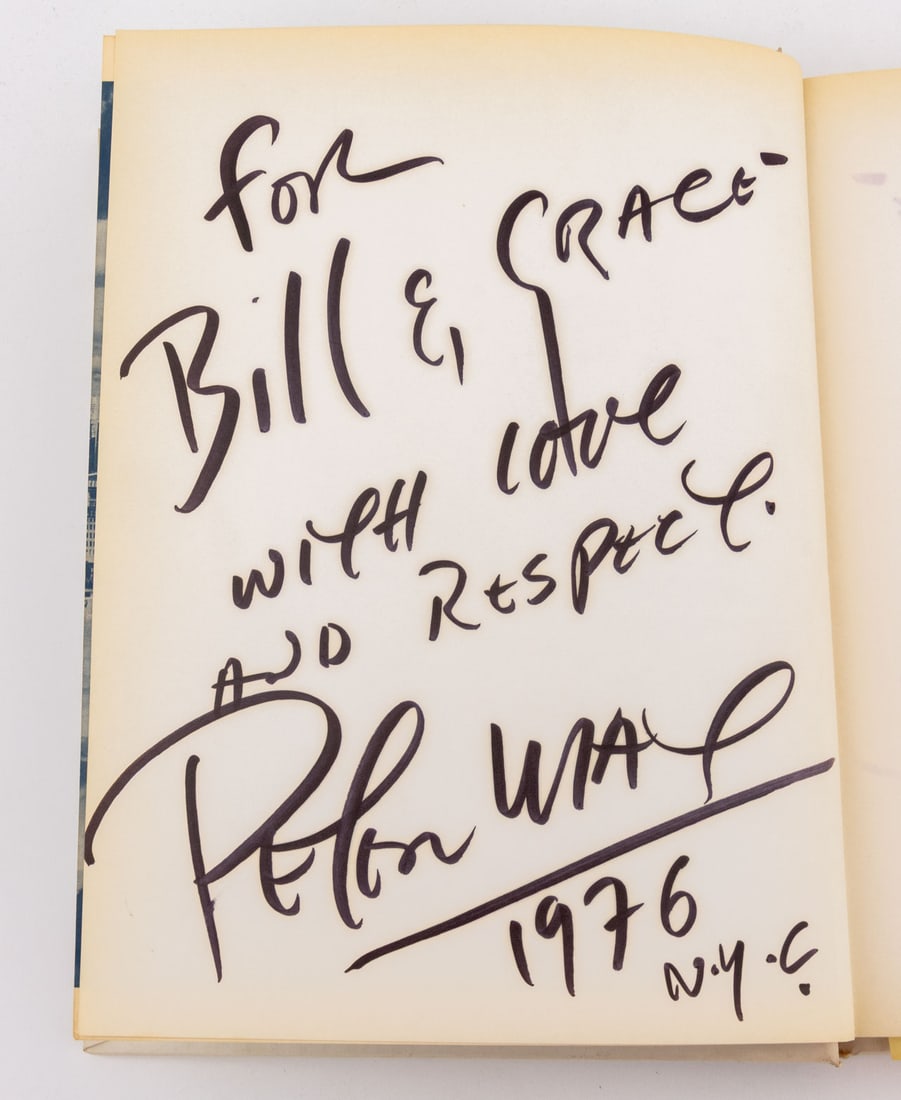 For
Bill & GRACE
WITH Love
AND RESPECT.
PETER MAX
1976
N.Y.C.